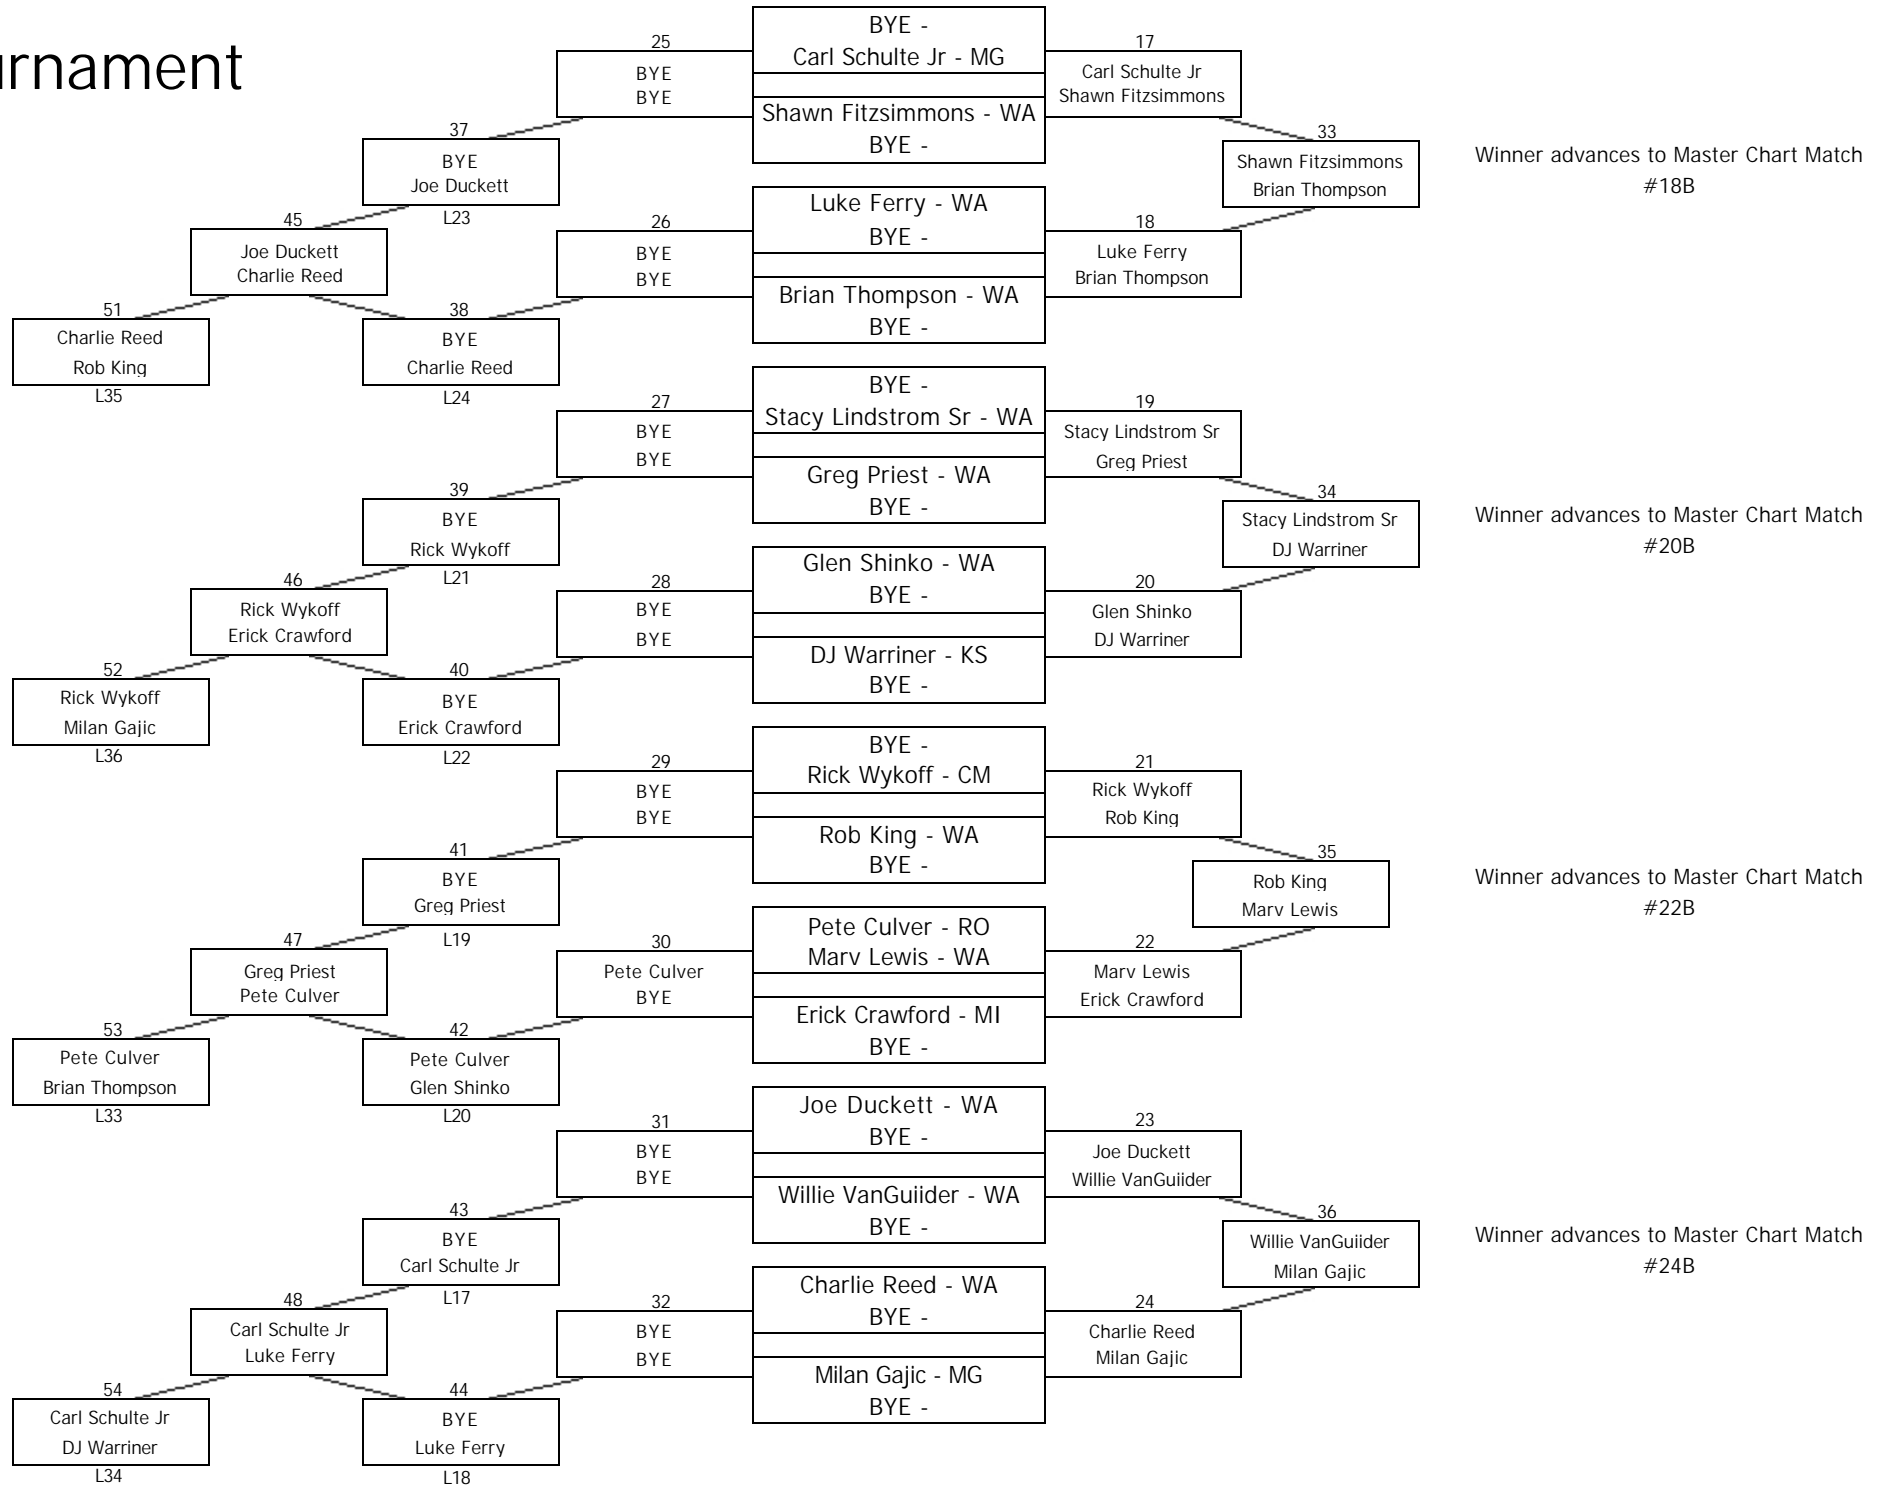 urnament
25
BYE
BYE
37
BYE
Joe Duckett
L23
45
Joe Duckett
Charlie Reed
26
BYE
BYE
51
Charlie Reed
Rob King
L35
38
BYE
Charlie Reed
L24
27
BYE
BYE
39
BYE
Rick Wykoff
L21
46
Rick Wykoff
Erick Crawford
28
BYE
BYE
52
Rick Wykoff
Milan Gajic
L36
40
BYE
Erick Crawford
L22
29
BYE
BYE
41
BYE
Greg Priest
L19
47
Greg Priest
Pete Culver
30
Pete Culver
BYE
53
Pete Culver
Brian Thompson
L33
42
Pete Culver
Glen Shinko
L20
31
BYE
BYE
43
BYE
Carl Schulte Jr
L17
48
Carl Schulte Jr
Luke Ferry
32
BYE
BYE
54
Carl Schulte Jr
DJ Warriner
L34
44
BYE
Luke Ferry
L18
BYE -
Carl Schulte Jr - MG
Shawn Fitzsimmons - WA
BYE -
Luke Ferry - WA
BYE -
Brian Thompson - WA
BYE -
BYE -
Stacy Lindstrom Sr - WA
Greg Priest - WA
BYE -
Glen Shinko - WA
BYE -
DJ Warriner - KS
BYE -
BYE -
Rick Wykoff - CM
Rob King - WA
BYE -
Pete Culver - RO
Marv Lewis - WA
Erick Crawford - MI
BYE -
Joe Duckett - WA
BYE -
Willie VanGuiider - WA
BYE -
Charlie Reed - WA
BYE -
Milan Gajic - MG
BYE -
17
Carl Schulte Jr
Shawn Fitzsimmons
33
Shawn Fitzsimmons
Brian Thompson
18
Luke Ferry
Brian Thompson
Winner advances to Master Chart Match
#18B
19
Stacy Lindstrom Sr
Greg Priest
34
Stacy Lindstrom Sr
DJ Warriner
20
Glen Shinko
DJ Warriner
Winner advances to Master Chart Match
#20B
21
Rick Wykoff
Rob King
35
Rob King
Marv Lewis
22
Marv Lewis
Erick Crawford
Winner advances to Master Chart Match
#22B
23
Joe Duckett
Willie VanGuiider
36
Willie VanGuiider
Milan Gajic
24
Charlie Reed
Milan Gajic
Winner advances to Master Chart Match
#24B